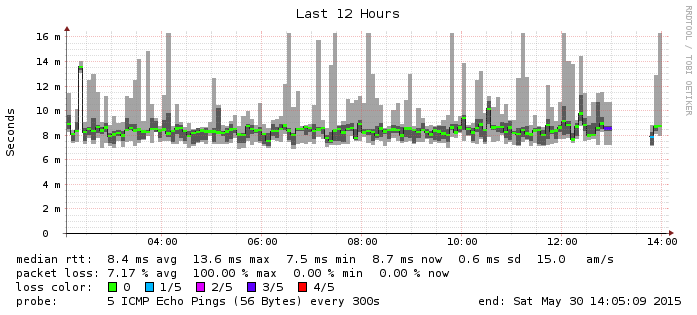 Last 12 Hours
RRDTOOL / TOBI OETIKER
Seconds
16 m
14 m
12 m
10 m
8 m
6 m
4 m
2 m
0
04:00 06:00 08:00 10:00 12:00 14:00
median rtt: 8.4 ms avg 13.6 ms max 7.5 ms min 8.7 ms now 0.6 ms sd 15.0 am/s
packet loss: 7.17 % avg 100.00 % max 0.00 % min 0.00 % now
loss color: 0 1/5 2/5 3/5 4/5
probe: 5 ICMP Echo Pings (56 Bytes) every 300s end: Sat May 30 14:05:09 2015